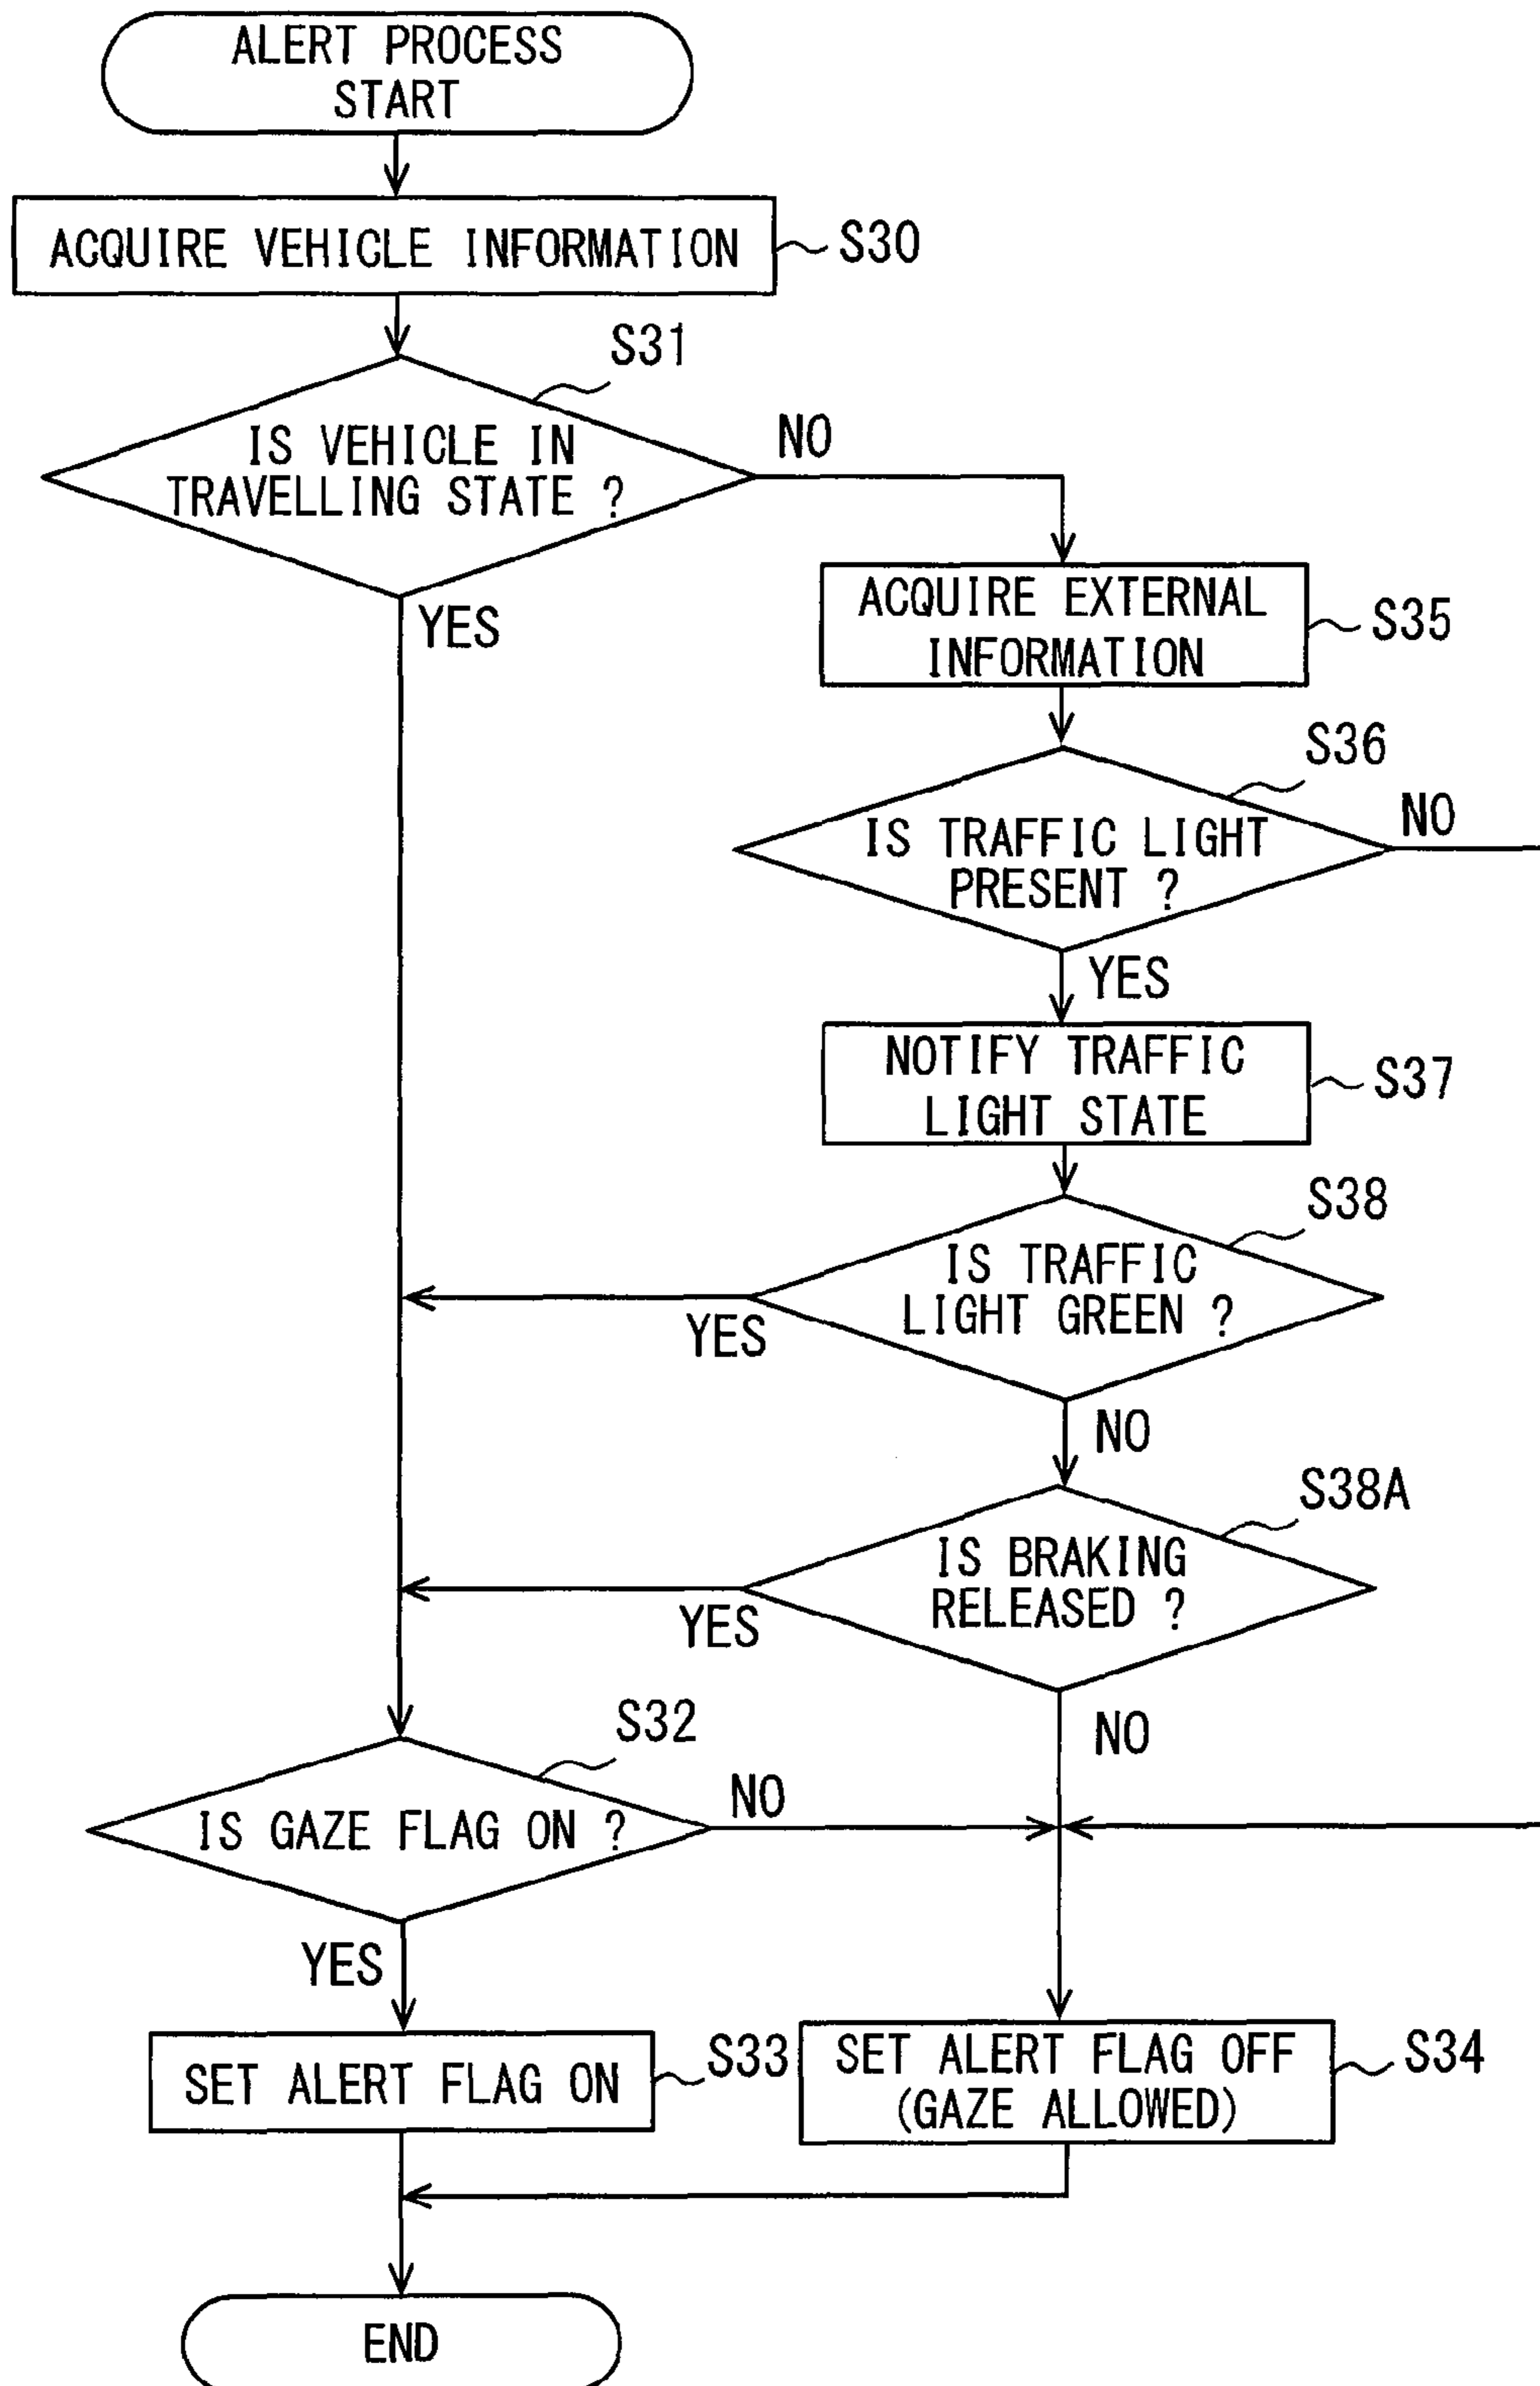 ALERT PROCESS
START
ACQUIRE VEHICLE INFORMATION
S30
S31
IS VEHICLE IN
TRAVELLING STATE ?
NO
YES
ACQUIRE EXTERNAL
INFORMATION
S35
S36
IS TRAFFIC LIGHT
PRESENT ?
NO
YES
NOTIFY TRAFFIC
LIGHT STATE
S37
S38
IS TRAFFIC
LIGHT GREEN ?
YES
NO
S38A
IS BRAKING
RELEASED ?
YES
NO
S32
IS GAZE FLAG ON ?
NO
YES
SET ALERT FLAG ON
S33
SET ALERT FLAG OFF
(GAZE ALLOWED)
S34
END